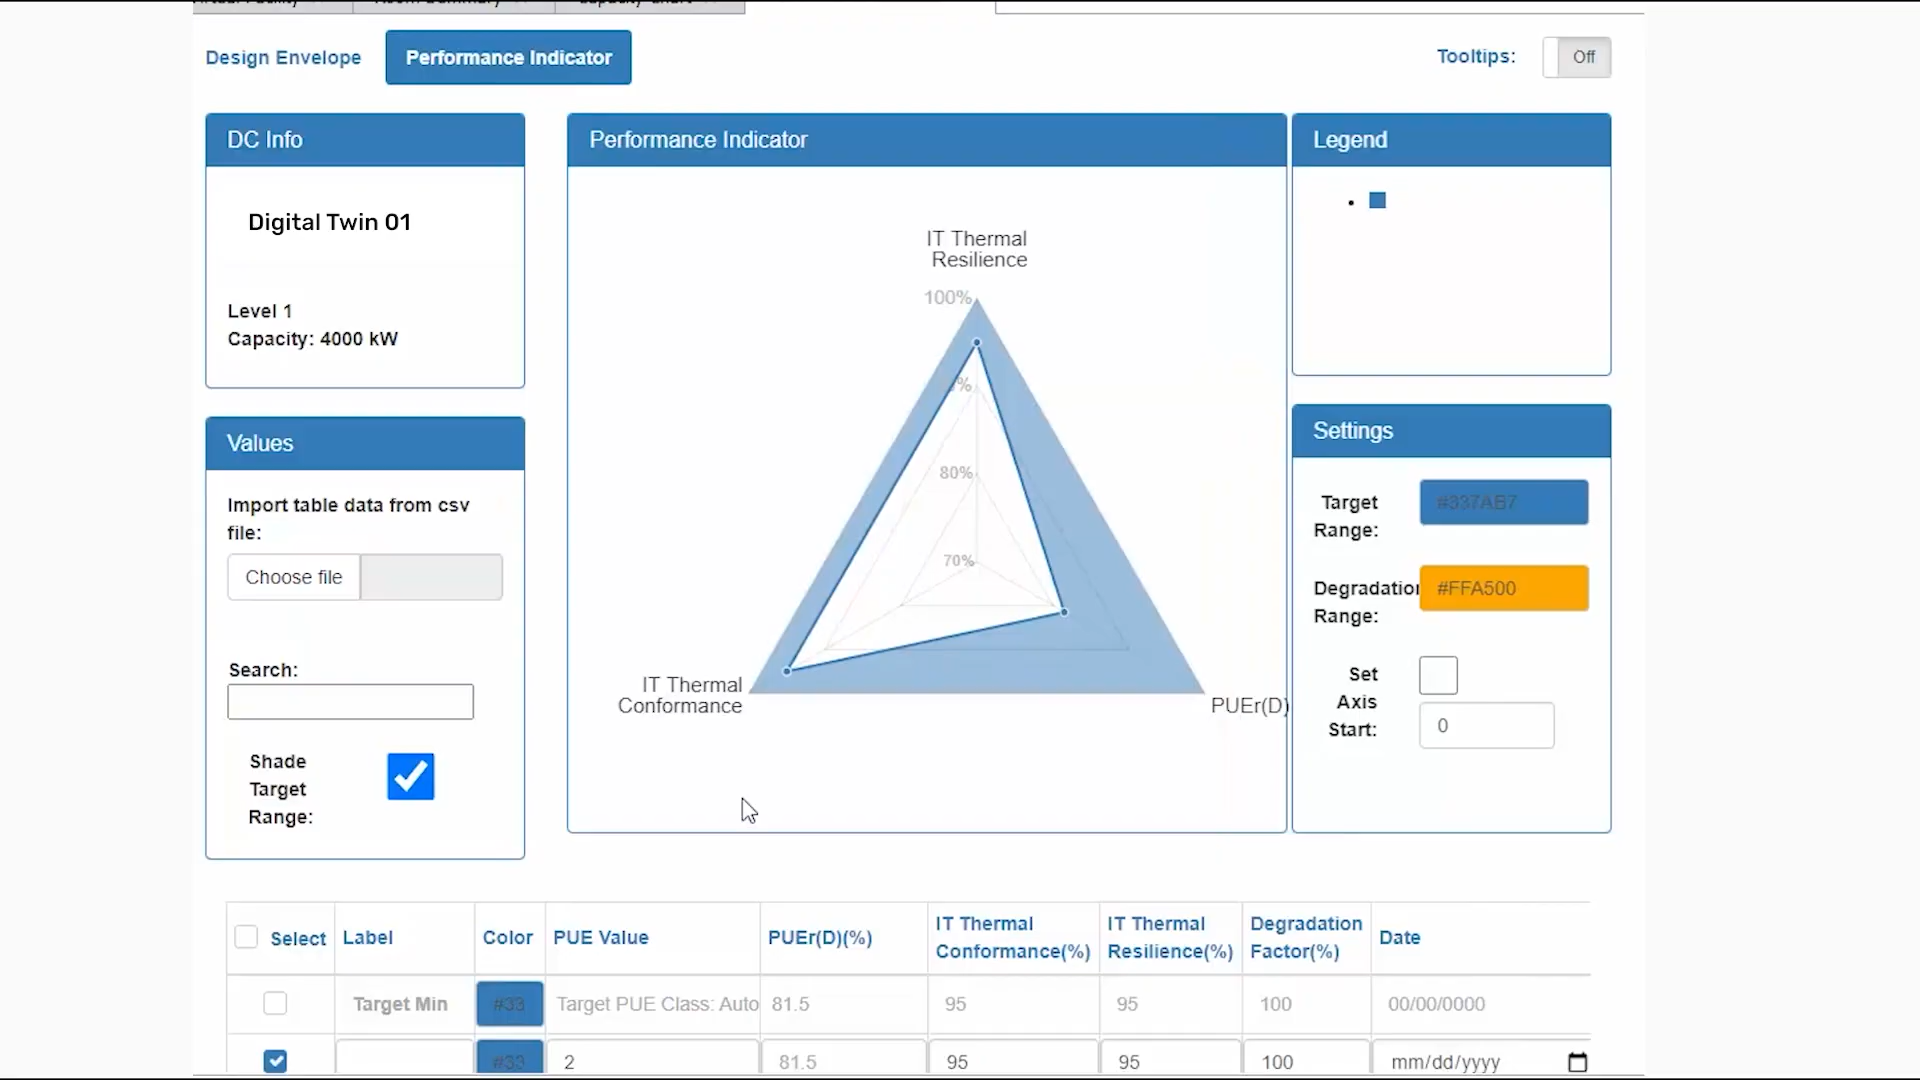 Design Envelope
Performance Indicator
Tooltips:
Off
DC Info
Digital Twin 01
Level 1
Capacity: 4000 kW
Values
Import table data from csv
file:
Choose file
Search:
Shade
Target
Range:
Performance Indicator
IT Thermal
Resilience
100%
80%
70%
IT Thermal
Conformance
PUEr(D)
Legend
Settings
Target
Range:
#337AB7
Degradation
Range:
#FFA500
Set
Axis
Start:
0
Select
Label
Color
PUE Value
PUEr(D)(%)
IT Thermal
Conformance(%)
IT Thermal
Resilience(%)
Degradation
Factor(%)
Date
Target Min
#33
Target PUE Class: Auto
81.5
95
95
100
00/00/0000
#33
2
81.5
95
95
100
mm/dd/yyyy